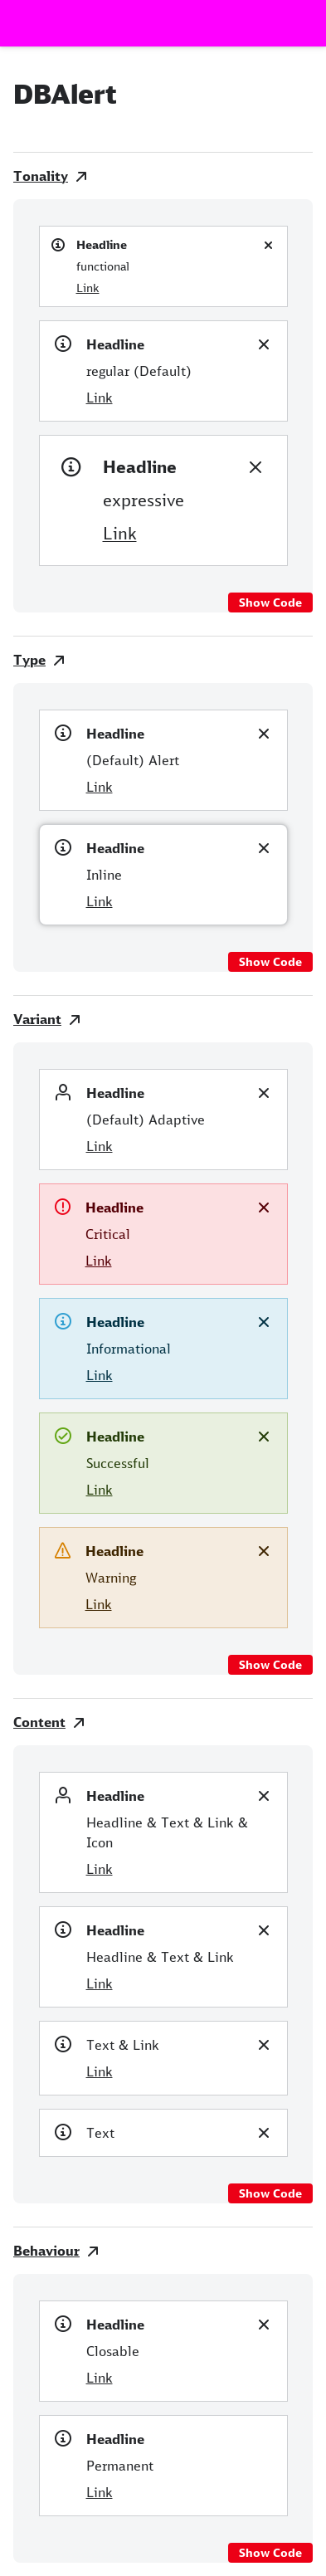 DBAlert
Tonality
Headline
functional
Link
Headline
regular (Default)
Link
Headline
expressive
Link
Show Code
Type
Headline
(Default) Alert
Link
Headline
Inline
Link
Show Code
Variant
Headline
(Default) Adaptive
Link
Headline
Critical
Link
Headline
Informational
Link
Headline
Successful
Link
Headline
Warning
Link
Show Code
Content
Headline
Headline & Text & Link &
Icon
Link
Headline
Headline & Text & Link
Link
Text & Link
Link
Text
Show Code
Behaviour
Headline
Closable
Link
Headline
Permanent
Link
Show Code